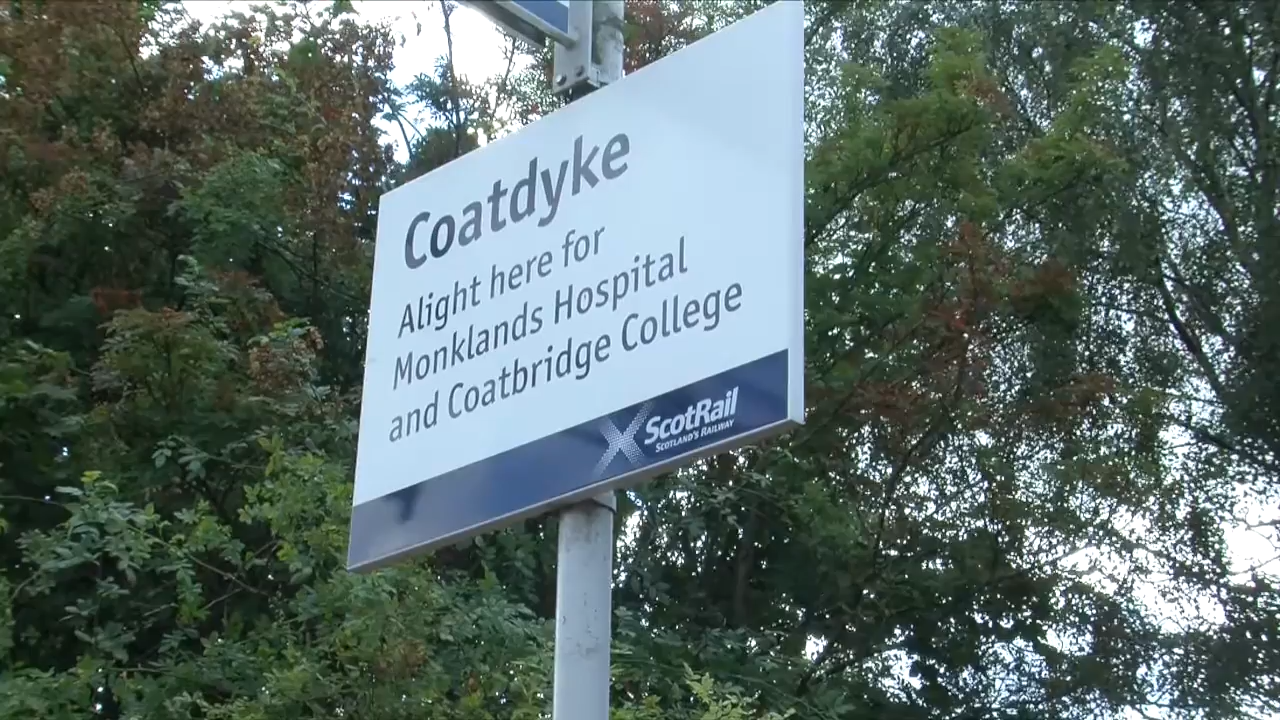 Coatdyke
Alight here for
Monklands Hospital
and Coatbridge College
ScotRail
SCOTLAND'S RAILWAY